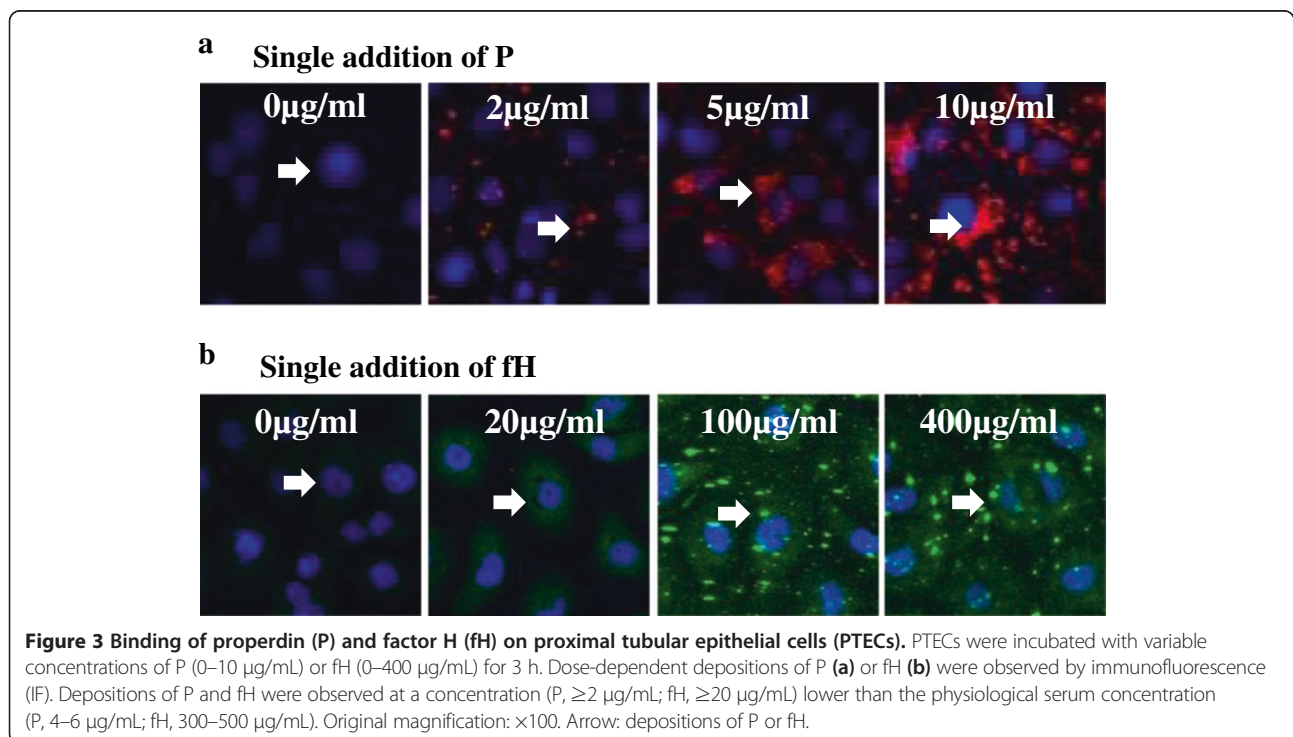 a Single addition of P
0µg/ml 2µg/ml 5µg/ml 10µg/ml
b Single addition of fH
0µg/ml 20µg/ml 100µg/ml 400µg/ml
Figure 3 Binding of properdin (P) and factor H (fH) on proximal tubular epithelial cells (PTECs). PTECs were incubated with variable
concentrations of P (0–10 µg/mL) or fH (0–400 µg/mL) for 3 h. Dose-dependent depositions of P (a) or fH (b) were observed by immunofluorescence
(IF). Depositions of P and fH were observed at a concentration (P, ≥2 µg/mL; fH, ≥20 µg/mL) lower than the physiological serum concentration
(P, 4–6 µg/mL; fH, 300–500 µg/mL). Original magnification: ×100. Arrow: depositions of P or fH.